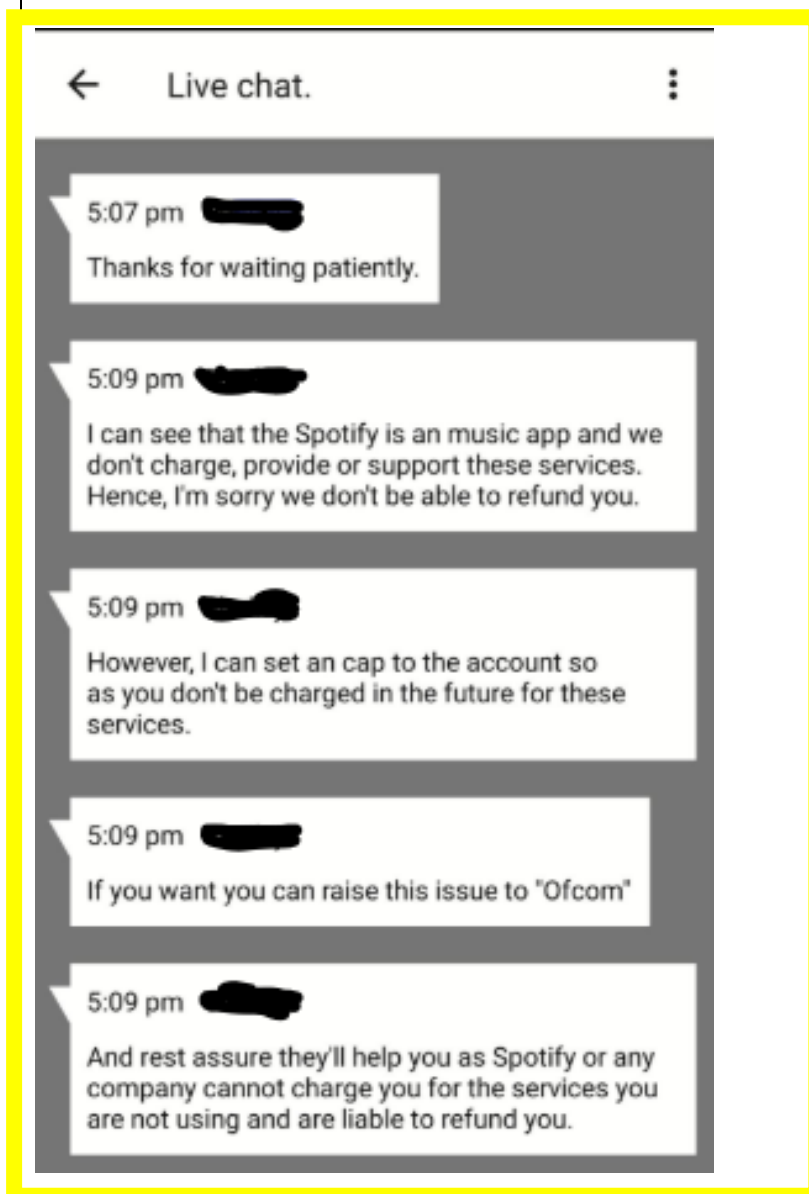 Live chat.
5:07 pm
Thanks for waiting patiently.
5:09 pm
I can see that the Spotify is an music app and we
don't charge, provide or support these services.
Hence, I'm sorry we don't be able to refund you.
5:09 pm
However, I can set an cap to the account so
as you don't be charged in the future for these
services.
5:09 pm
If you want you can raise this issue to "Ofcom"
5:09 pm
And rest assure they'll help you as Spotify or any
company cannot charge you for the services you
are not using and are liable to refund you.